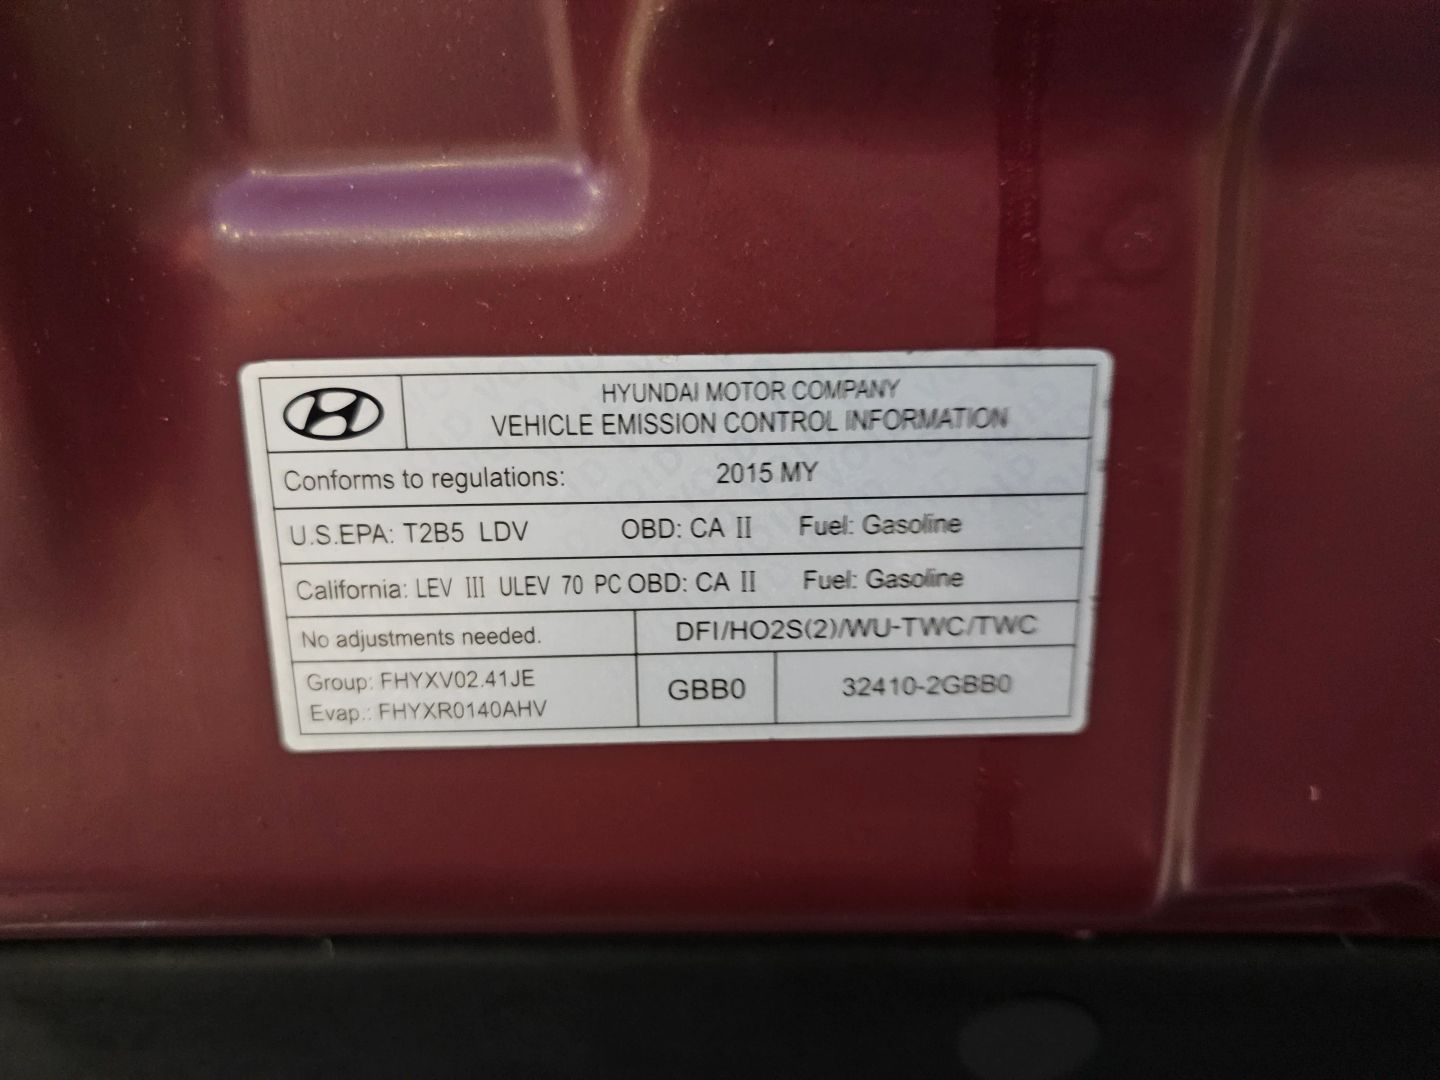 HYUNDAI MOTOR COMPANY
VEHICLE EMISSION CONTROL INFORMATION
Conforms to regulations: 2015 MY
U.S.EPA: T2B5 LDV OBD: CA II Fuel: Gasoline
California: LEV III ULEV 70 PC OBD: CA II Fuel: Gasoline
No adjustments needed. DFI/HO2S(2)/WU-TWC/TWC
Group: FHYXV02.41JE
Evap.: FHYXR0140AHV
GBB0
32410-2GBB0